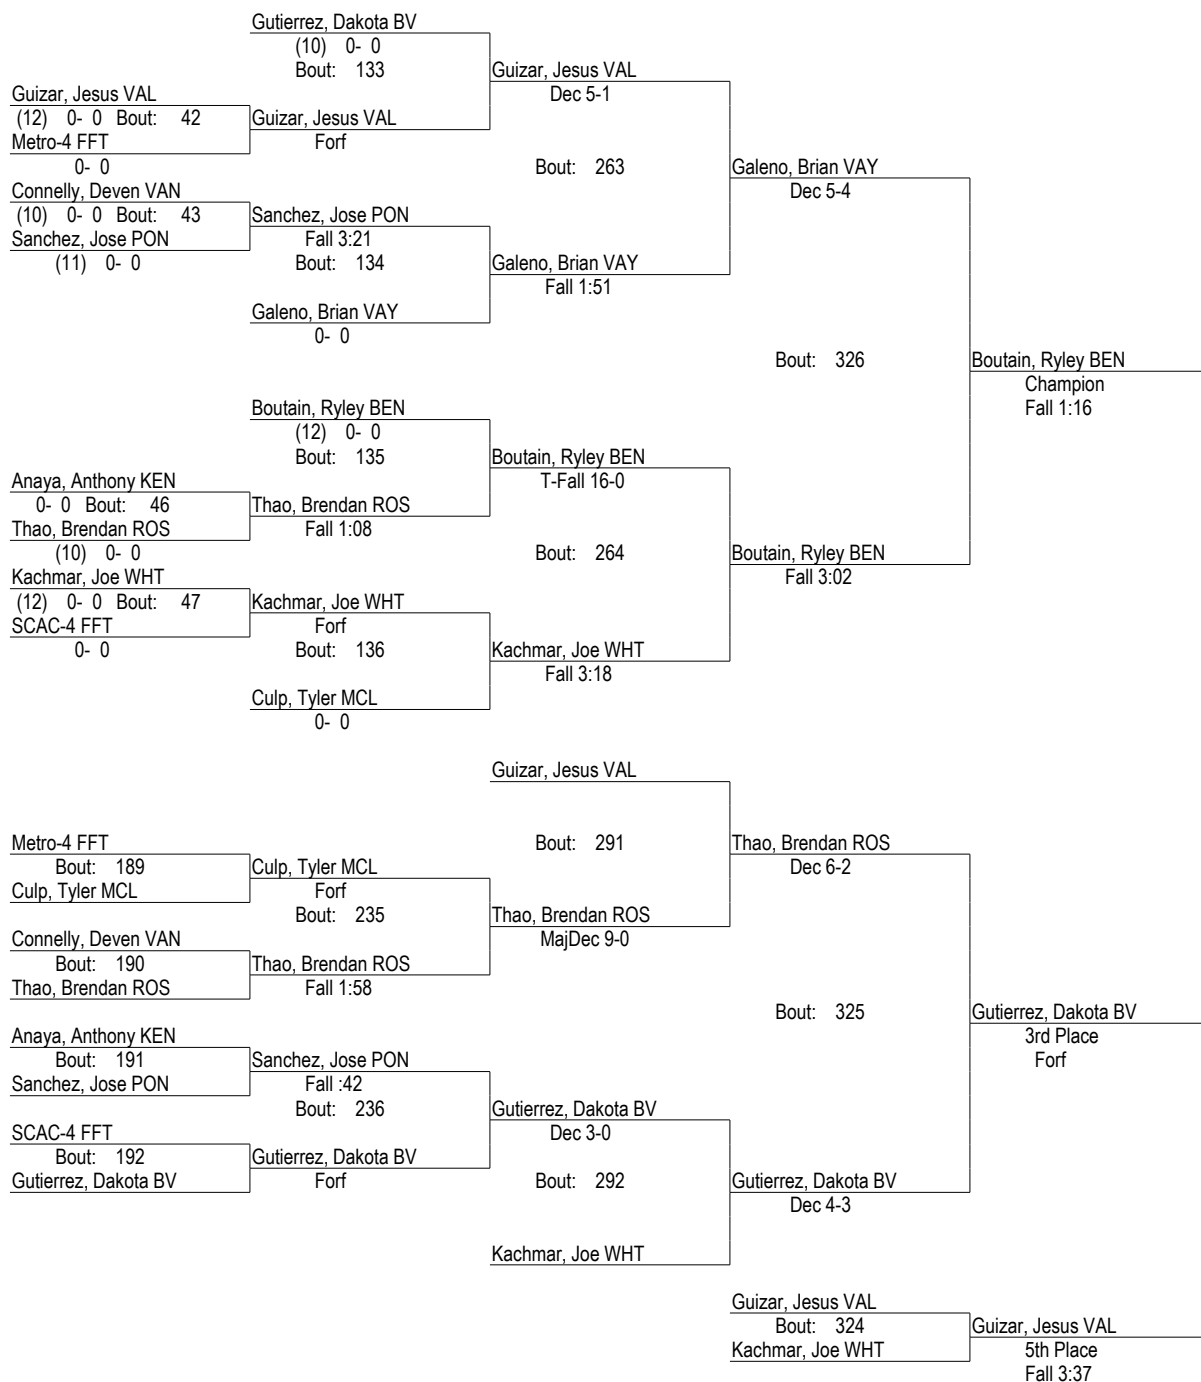 Gutierrez, Dakota BV
(10) 0- 0
Bout: 133
Guizar, Jesus VAL
Dec 5-1
Guizar, Jesus VAL
(12) 0- 0 Bout: 42
Guizar, Jesus VAL
Metro-4 FFT
Forf
0- 0
Bout: 263
Galeno, Brian VAY
Dec 5-4
Connelly, Deven VAN
(10) 0- 0 Bout: 43
Sanchez, Jose PON
Sanchez, Jose PON
Fall 3:21
(11) 0- 0
Bout: 134
Galeno, Brian VAY
Fall 1:51
Galeno, Brian VAY
0- 0
Bout: 326
Boutain, Ryley BEN
Champion
Fall 1:16
Boutain, Ryley BEN
(12) 0- 0
Bout: 135
Boutain, Ryley BEN
T-Fall 16-0
Anaya, Anthony KEN
0- 0 Bout: 46
Thao, Brendan ROS
Thao, Brendan ROS
Fall 1:08
(10) 0- 0
Bout: 264
Boutain, Ryley BEN
Fall 3:02
Kachmar, Joe WHT
(12) 0- 0 Bout: 47
Kachmar, Joe WHT
SCAC-4 FFT
Forf
0- 0
Bout: 136
Kachmar, Joe WHT
Fall 3:18
Culp, Tyler MCL
0- 0
Guizar, Jesus VAL
Bout: 291
Thao, Brendan ROS
Dec 6-2
Metro-4 FFT
Bout: 189
Culp, Tyler MCL
Culp, Tyler MCL
Forf
Bout: 235
Thao, Brendan ROS
MajDec 9-0
Connelly, Deven VAN
Bout: 190
Thao, Brendan ROS
Thao, Brendan ROS
Fall 1:58
Bout: 325
Gutierrez, Dakota BV
3rd Place
Forf
Anaya, Anthony KEN
Bout: 191
Sanchez, Jose PON
Sanchez, Jose PON
Fall :42
Bout: 236
Gutierrez, Dakota BV
Dec 3-0
SCAC-4 FFT
Bout: 192
Gutierrez, Dakota BV
Gutierrez, Dakota BV
Forf
Bout: 292
Gutierrez, Dakota BV
Dec 4-3
Kachmar, Joe WHT
Guizar, Jesus VAL
Bout: 324
Guizar, Jesus VAL
Kachmar, Joe WHT
5th Place
Fall 3:37